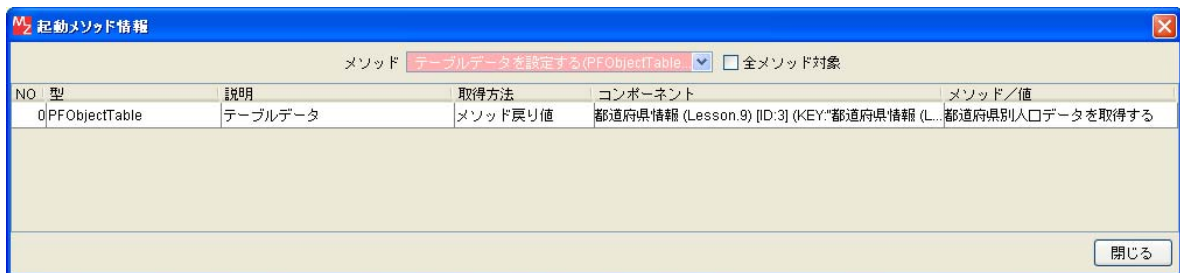 起動メソッド情報
メソッド テーブルデータを設定する(PFObjectTable... 全メソッド対象
NO 型 説明 取得方法 コンポーネント メソッド／値
0 PFObjectTable テーブルデータ メソッド戻り値 都道府県情報 (Lesson.9) [ID:3] (KEY:"都道府県情報 (L... 都道府県別人口データを取得する
閉じる